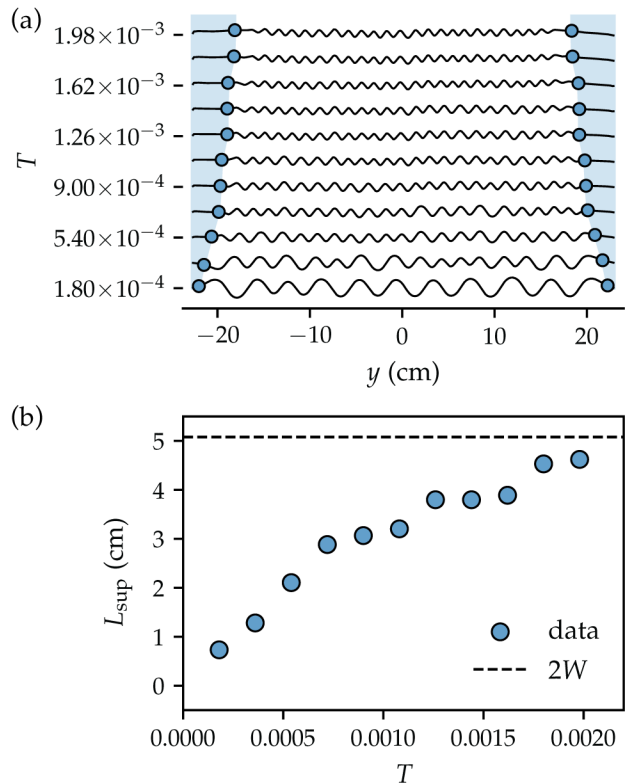 (a)
1.98×10⁻³
1.62×10⁻³
1.26×10⁻³
9.00×10⁻⁴
5.40×10⁻⁴
1.80×10⁻⁴
T
−20 −10 0 10 20
y (cm)
(b)
5
4
3
2
1
0
L_sup (cm)
data
2W
0.0000 0.0005 0.0010 0.0015 0.0020
T